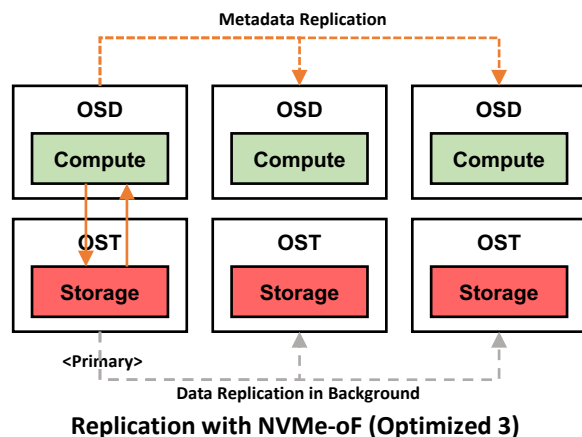 Metadata Replication
OSD OSD OSD
Compute Compute Compute
OST OST OST
Storage Storage Storage
<Primary>
Data Replication in Background
Replication with NVMe-oF (Optimized 3)